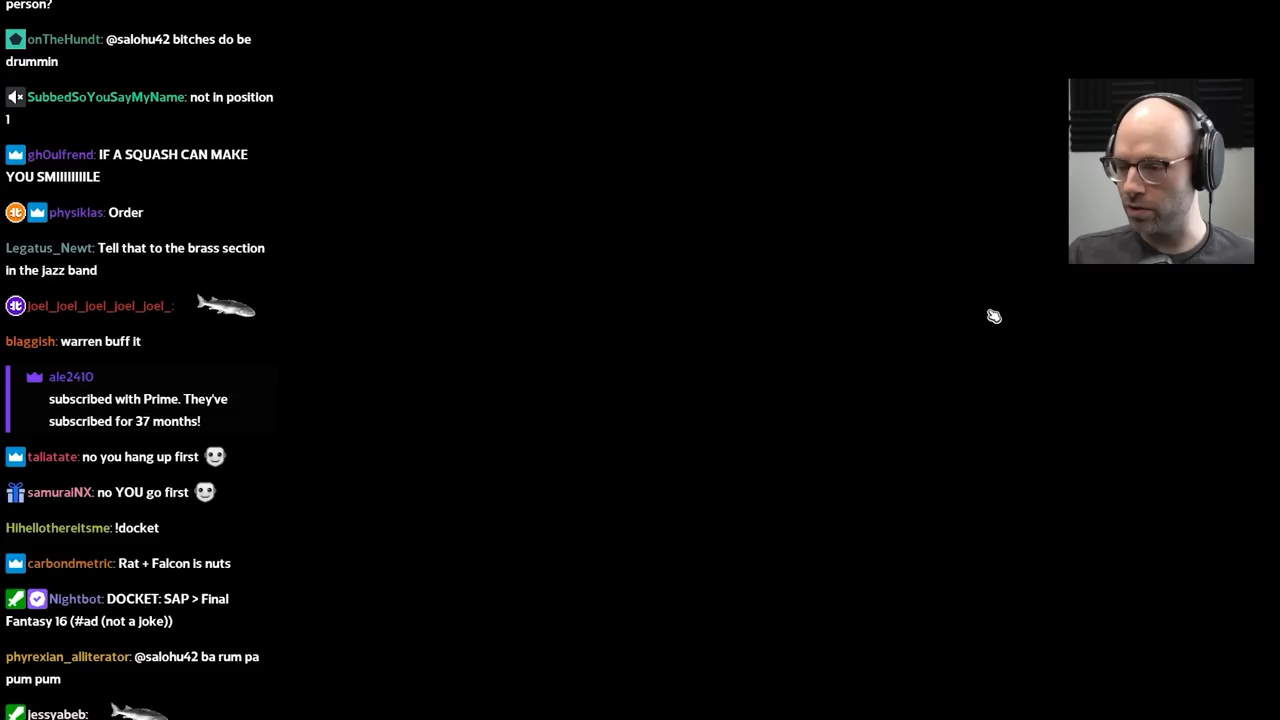 person?
onTheHundt: @salohu42 bitches do be
drummin
SubbedSoYouSayMyName: not in position
1
gh0ulfrend: IF A SQUASH CAN MAKE
YOU SMIIIIIIIILE
physiklas: Order
Legatus_Newt: Tell that to the brass section
in the jazz band
joel_joel_joel_joel_joel_:
blaggish: warren buff it
ale2410
subscribed with Prime. They've
subscribed for 37 months!
taliatate: no you hang up first
samuraiNX: no YOU go first
Hihellothereitsme: !docket
carbondmetric: Rat + Falcon is nuts
Nightbot: DOCKET: SAP > Final
Fantasy 16 (#ad (not a joke))
phyrexian_alliterator: @salohu42 ba rum pa
pum pum
Jessyabeb: